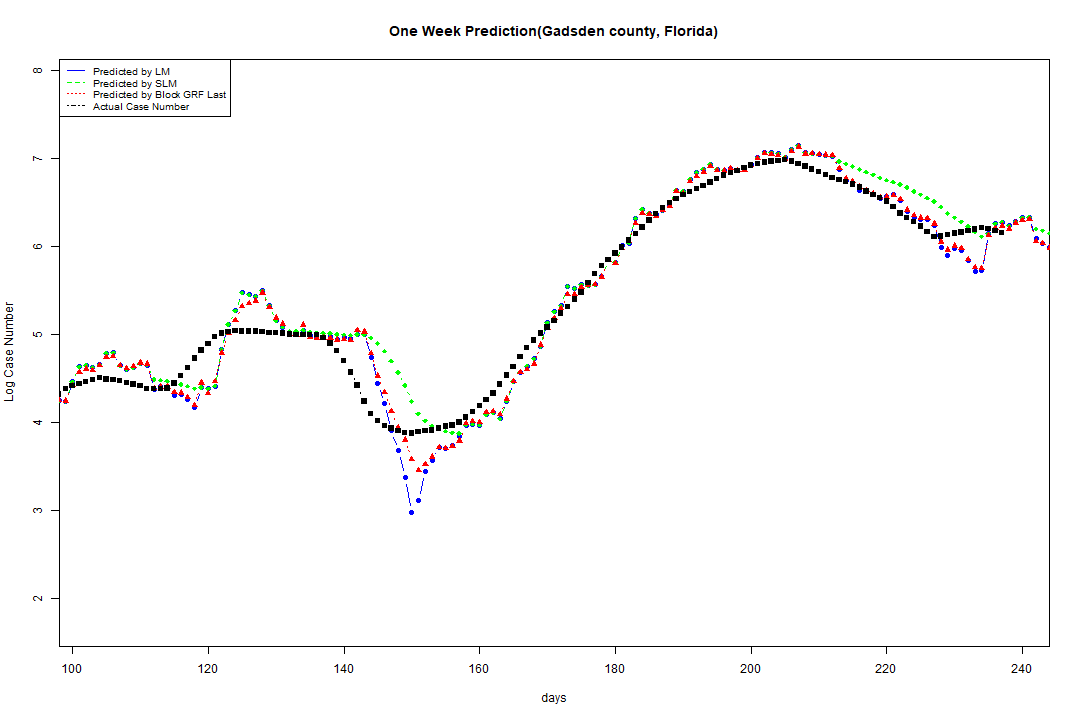 One Week Prediction(Gadsden county, Florida)
Predicted by LM
Predicted by SLM
Predicted by Block GRF Last
Actual Case Number
8
7
6
5
4
3
2
Log Case Number
100 120 140 160 180 200 220 240
days